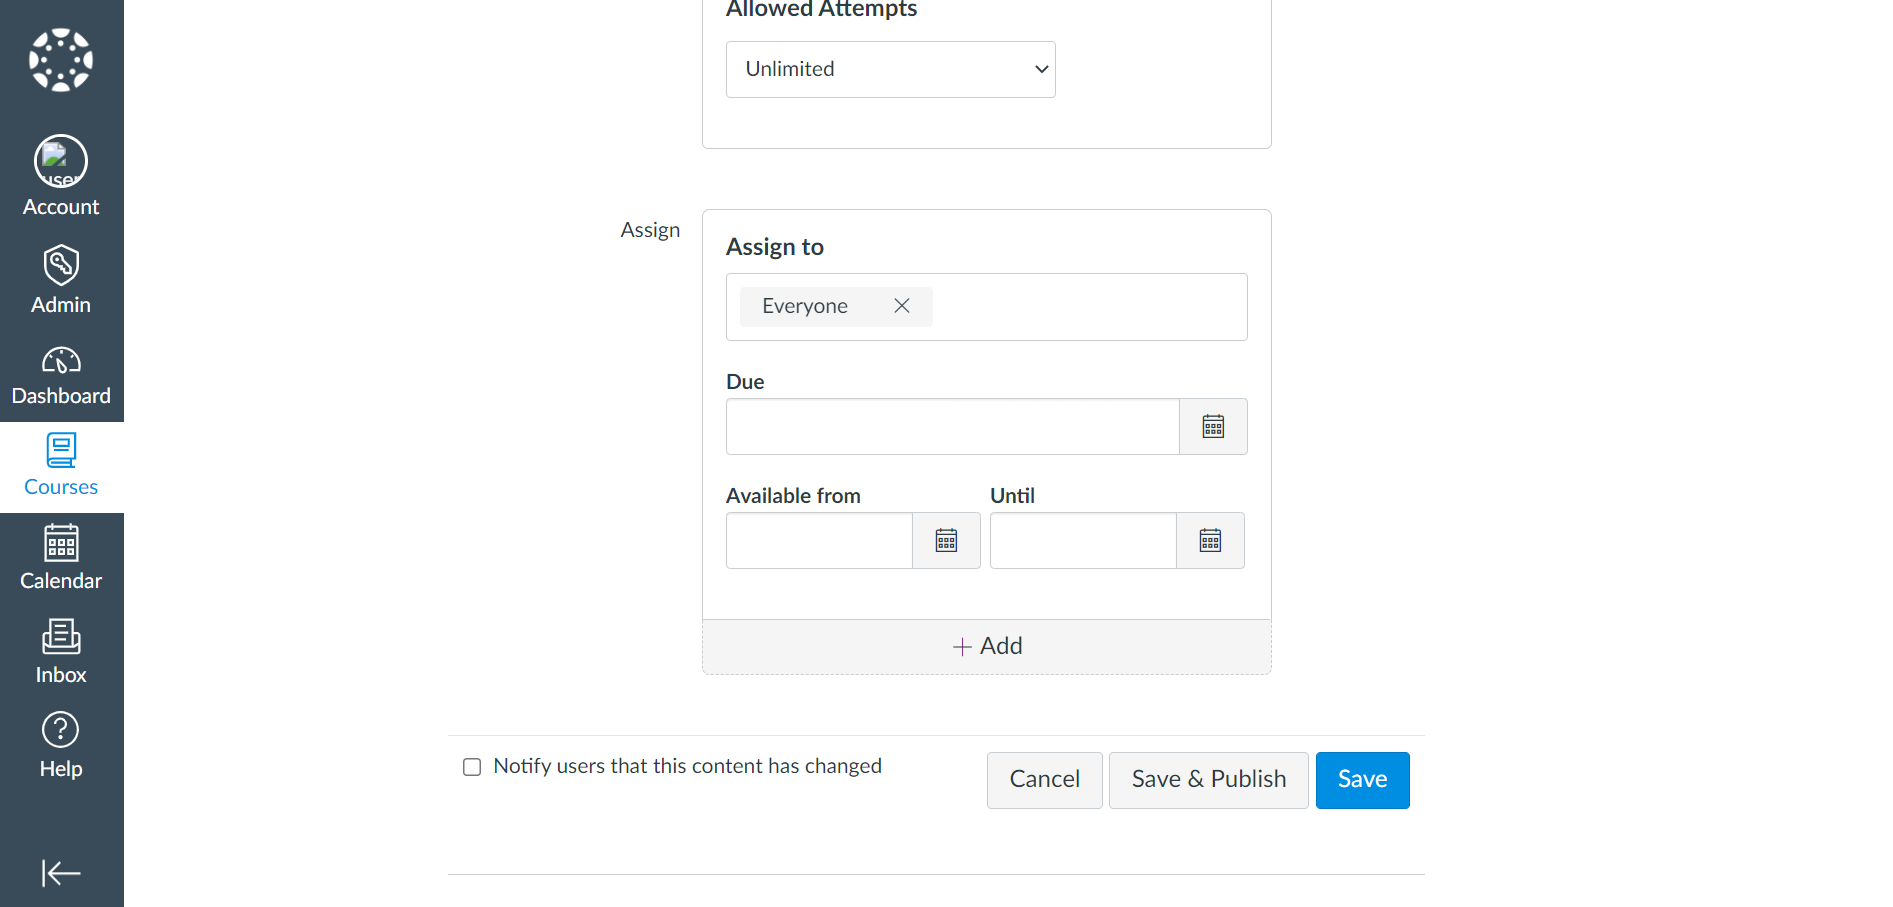 Allowed Attempts
Unlimited
user
Account
Assign
Assign to
Admin
Everyone
Dashboard
Due
Courses
Available from
Until
Calendar
Add
Inbox
Help
Notify users that this content has changed
Cancel
Save & Publish
Save